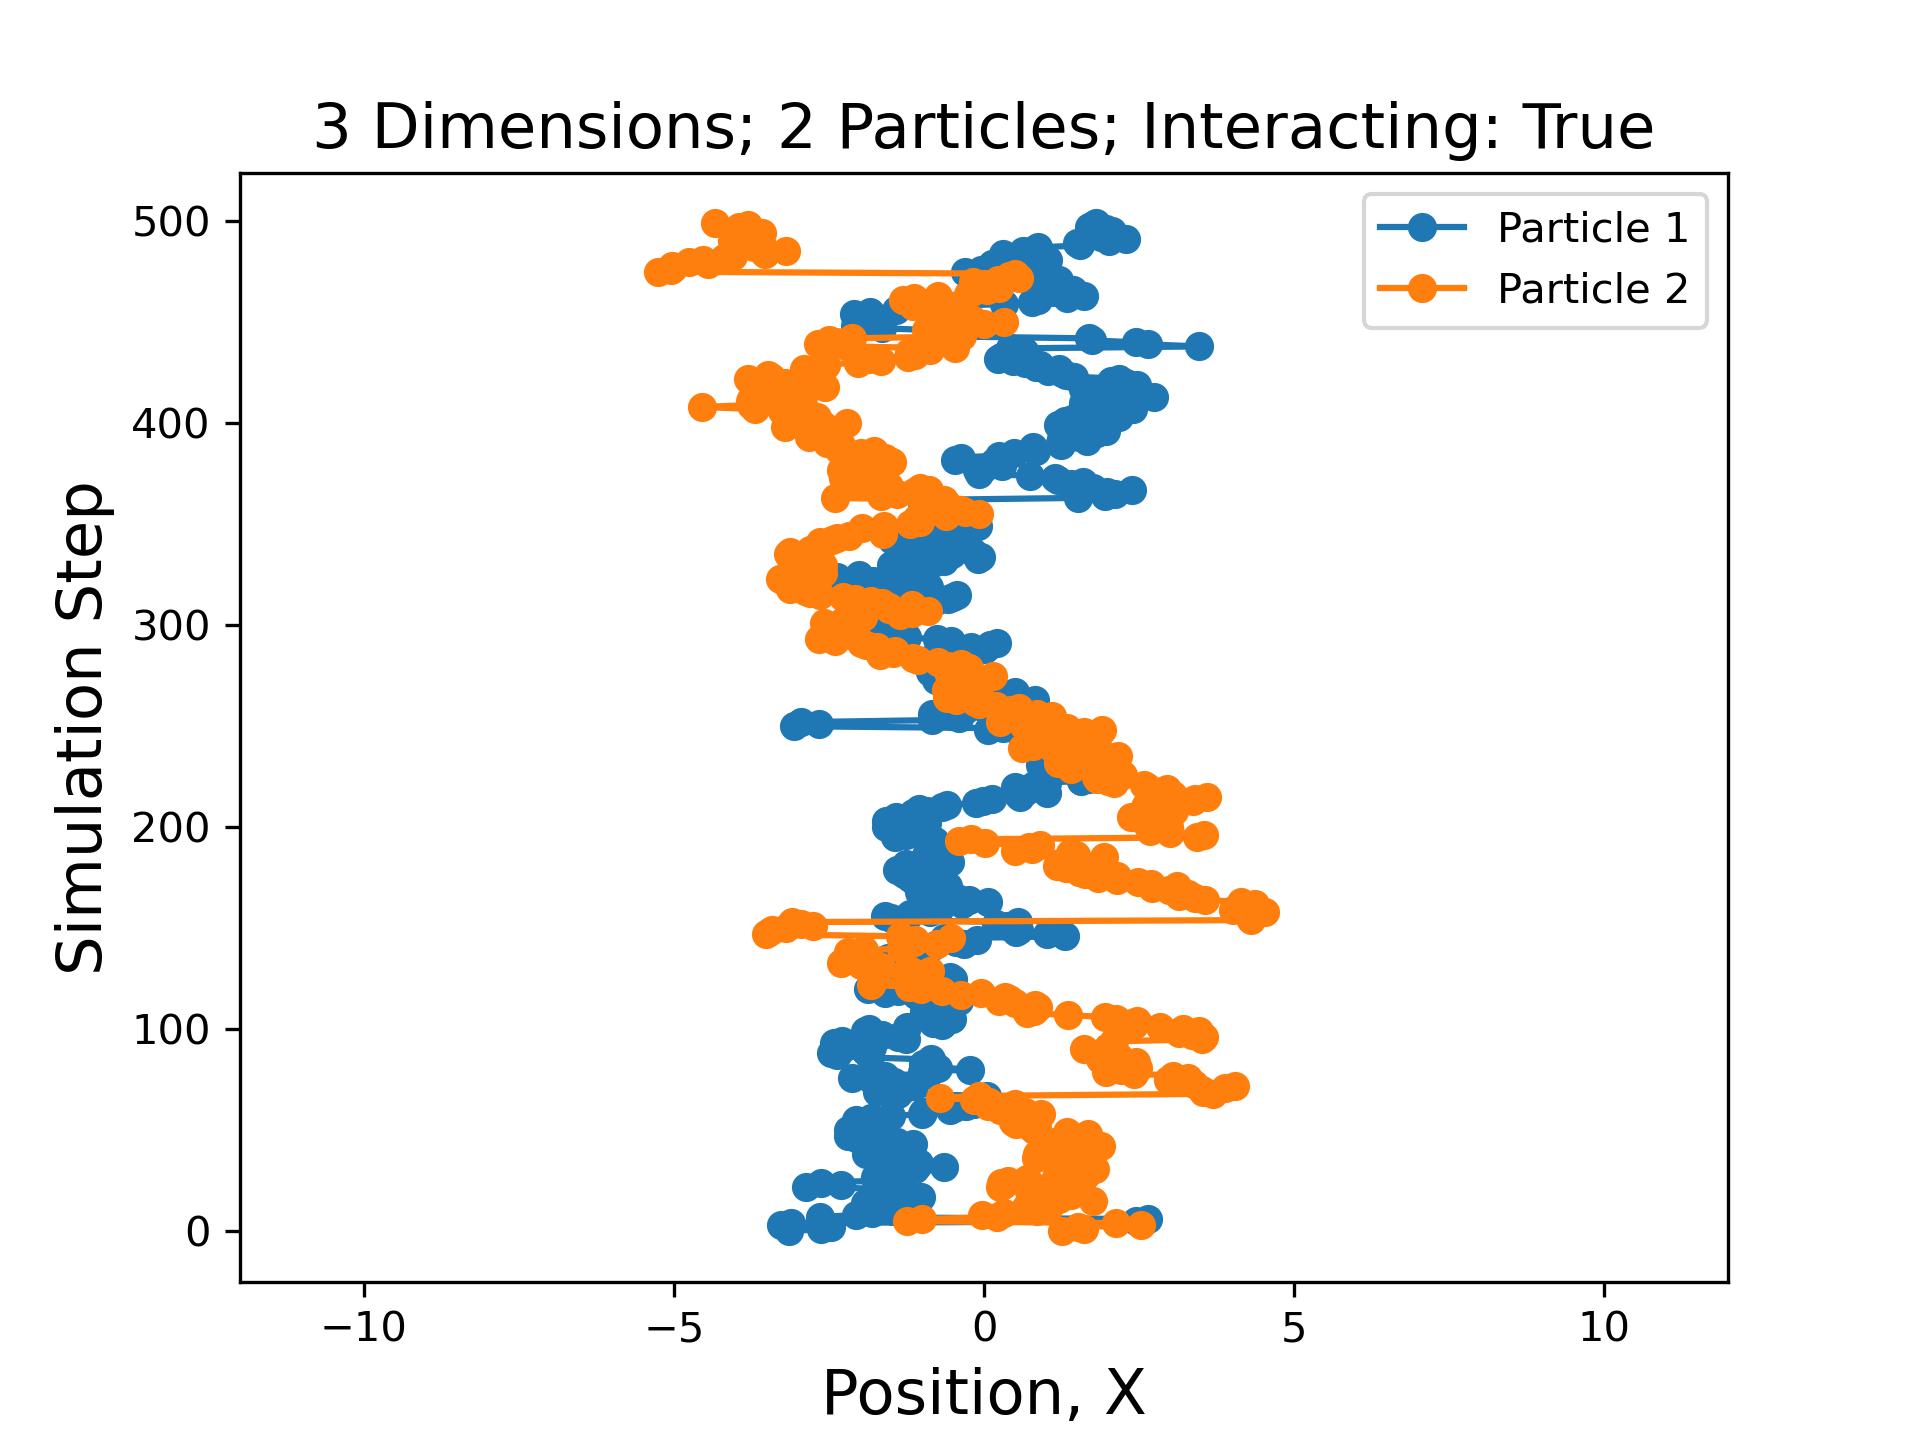 3 Dimensions; 2 Particles; Interacting: True
Particle 1
Particle 2
500
400
300
200
100
0
Simulation Step
−10
−5
0
5
10
Position, X